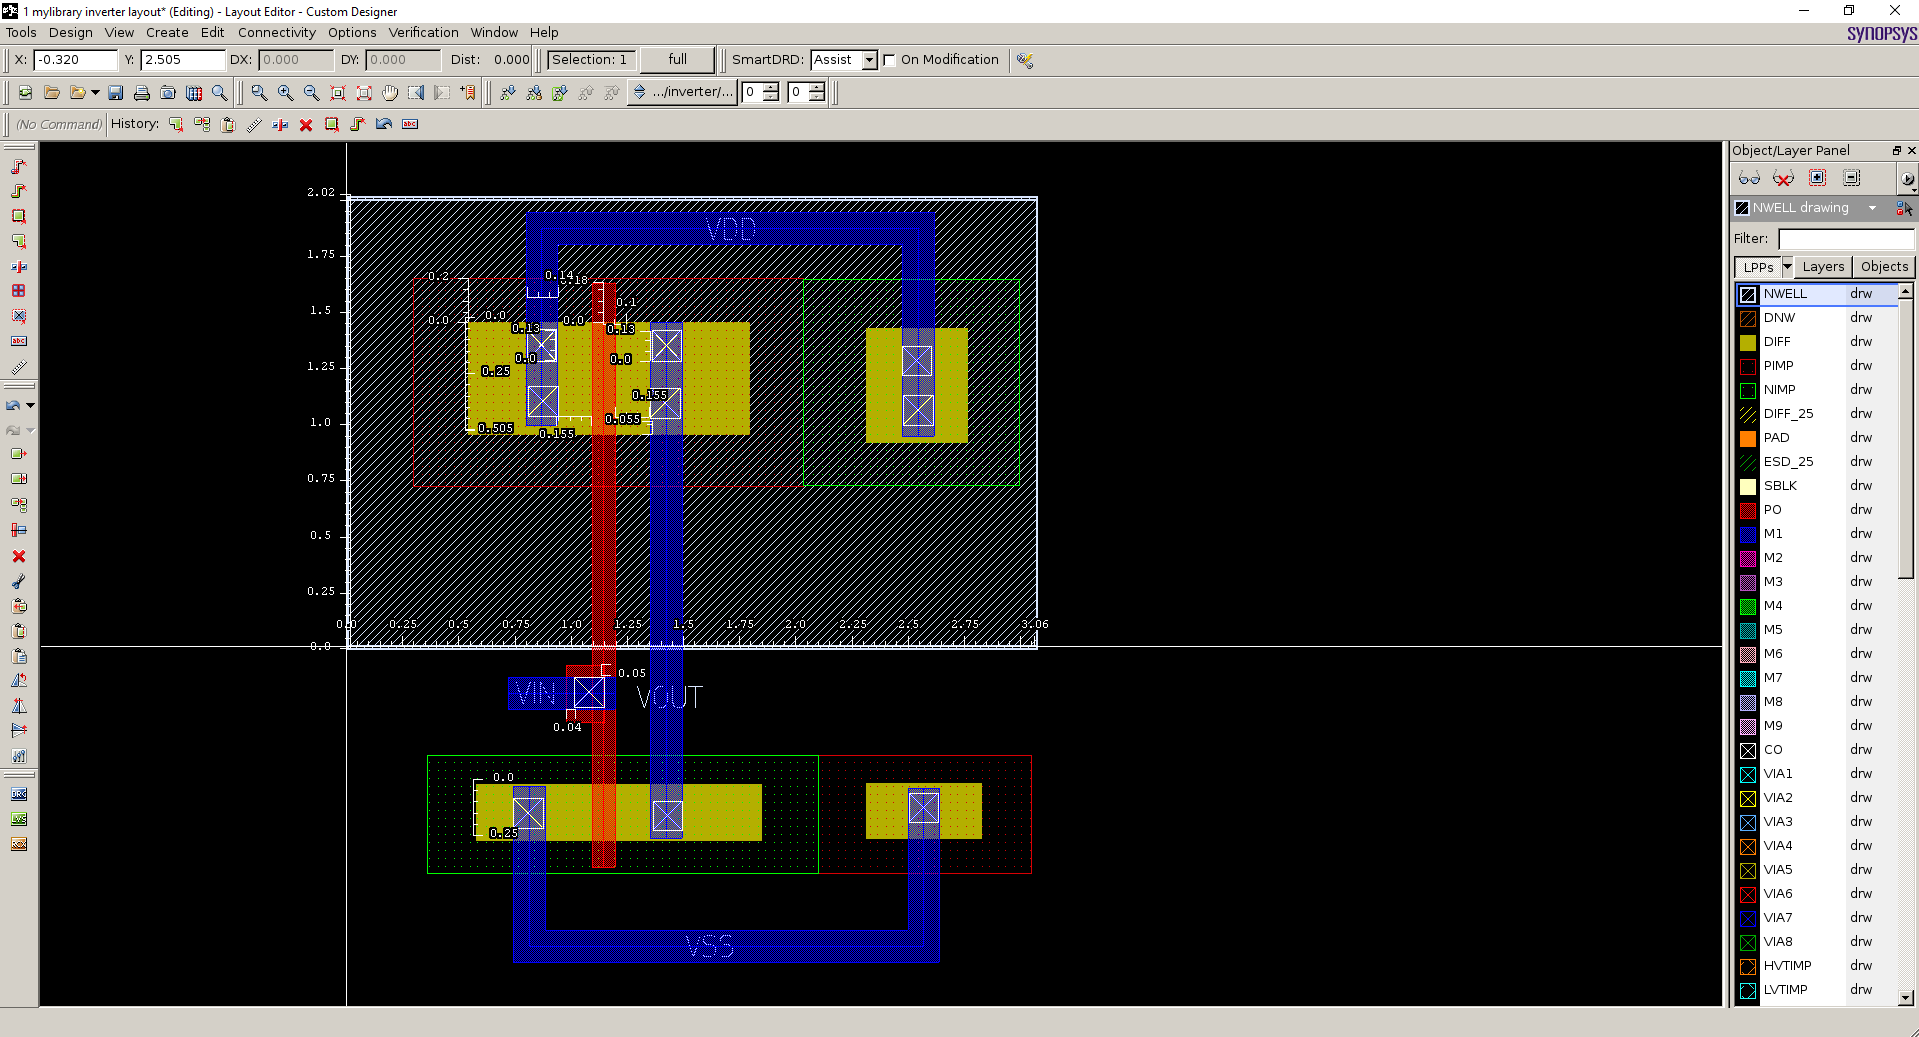 1 mylibrary inverter layout* (Editing) - Layout Editor - Custom Designer
Tools Design View Create Edit Connectivity Options Verification Window Help
SYNOPSYS
X: -0.320 Y: 2.505 DX: 0.000 DY: 0.000 Dist: 0.000 Selection: 1 full SmartDRD: Assist On Modification
.../inverter/... 0 0
(No Command) History:
Object/Layer Panel
NWELL drawing
Filter:
LPPs Layers Objects
NWELL drw
DNW drw
DIFF drw
PIMP drw
NIMP drw
DIFF_25 drw
PAD drw
ESD_25 drw
SBLK drw
PO drw
M1 drw
M2 drw
M3 drw
M4 drw
M5 drw
M6 drw
M7 drw
M8 drw
M9 drw
CO drw
VIA1 drw
VIA2 drw
VIA3 drw
VIA4 drw
VIA5 drw
VIA6 drw
VIA7 drw
VIA8 drw
HVTIMP drw
LVTIMP drw
2.02
VDD
1.75
0.2 0.14 0.18
1.5 0.1
0.0 0.0 0.13 0.0 0.13
0.0 0.0
1.25 0.25
0.155
1.0 0.505 0.155 0.055
0.75
0.5
0.25
0.0 0.25 0.5 0.75 1.0 1.25 1.5 1.75 2.0 2.25 2.5 2.75 3.06
0.0
0.05
VIN VOUT
0.04
0.0
0.25
VSS
DRC
LVS